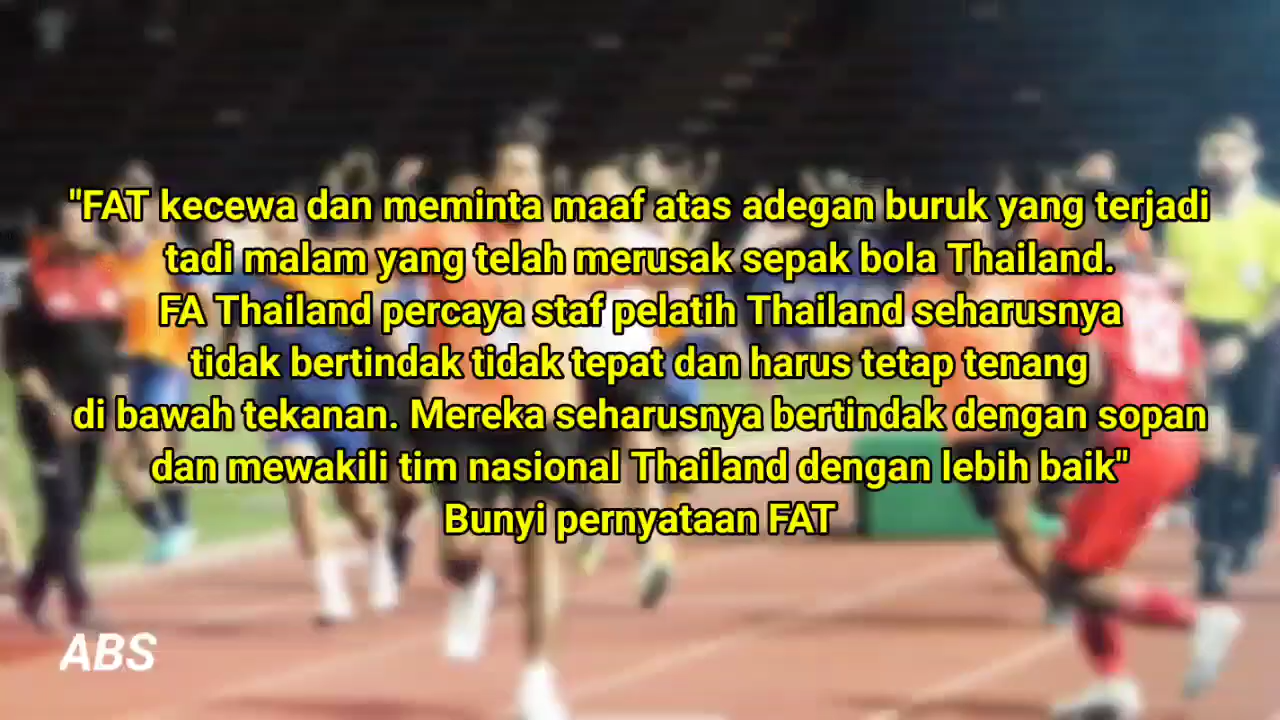 "FAT kecewa dan meminta maaf atas adegan buruk yang terjadi
tadi malam yang telah merusak sepak bola Thailand.
FA Thailand percaya staf pelatih Thailand seharusnya
tidak bertindak tidak tepat dan harus tetap tenang
di bawah tekanan. Mereka seharusnya bertindak dengan sopan
dan mewakili tim nasional Thailand dengan lebih baik"
Bunyi pernyataan FAT
ABS